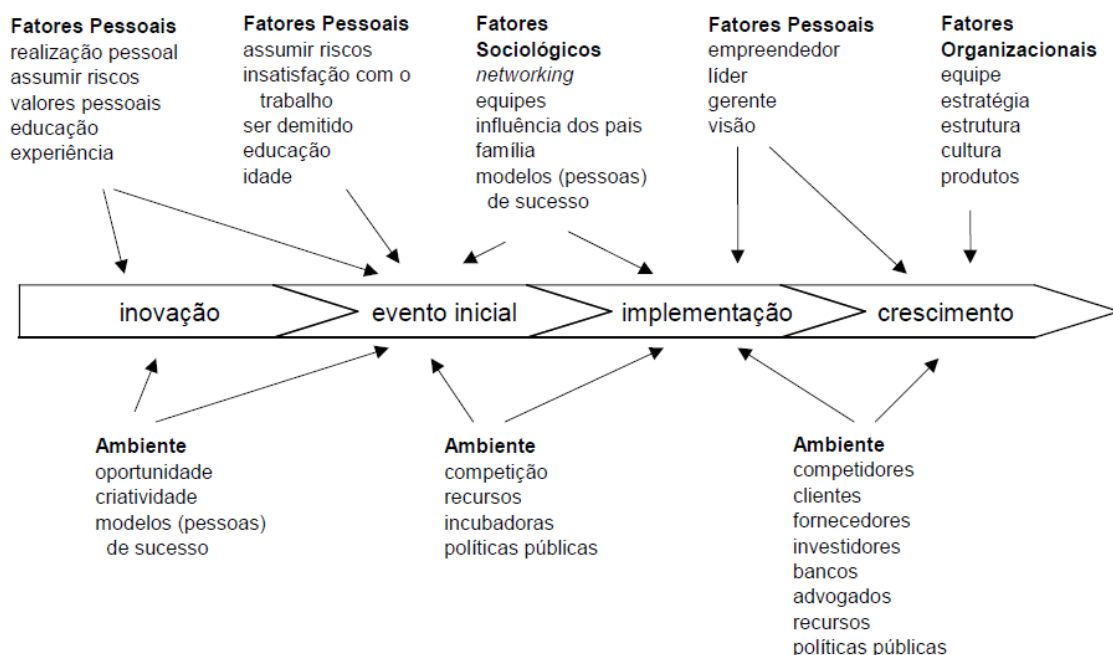 Fatores Pessoais
realização pessoal
assumir riscos
valores pessoais
educação
experiência
Fatores Pessoais
assumir riscos
insatisfação com o
trabalho
ser demitido
educação
idade
Fatores
Sociológicos
networking
equipes
influência dos pais
família
modelos (pessoas)
de sucesso
Fatores Pessoais
empreendedor
líder
gerente
visão
Fatores
Organizacionais
equipe
estratégia
estrutura
cultura
produtos
inovação
evento inicial
implementação
crescimento
Ambiente
oportunidade
criatividade
modelos (pessoas)
de sucesso
Ambiente
competição
recursos
incubadoras
políticas públicas
Ambiente
competidores
clientes
fornecedores
investidores
bancos
advogados
recursos
políticas públicas